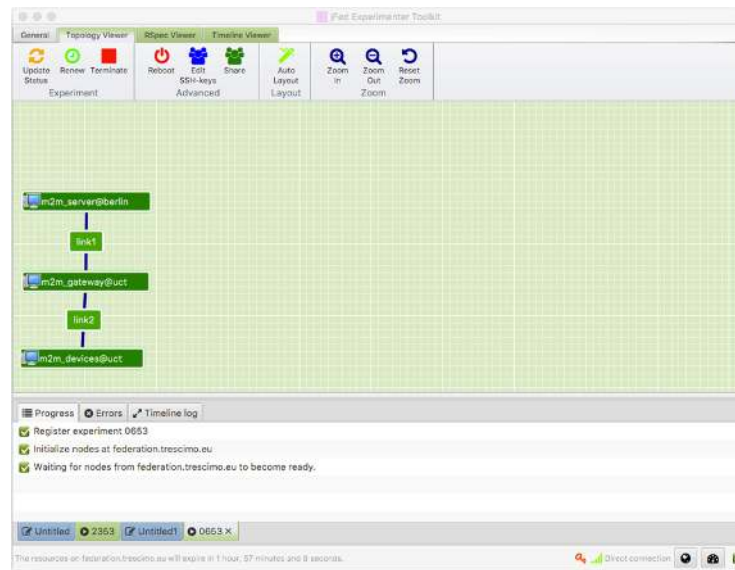 jFed Experimenter Toolkit
General Topology Viewer RSpec Viewer Timeline Viewer
Update Status Renew Terminate Reboot Edit SSH-keys Share Auto Layout Zoom In Zoom Out Reset Zoom
Experiment Advanced Layout Zoom
m2m_server@berlin
link1
m2m_gateway@uct
link2
m2m_devices@uct
Progress Errors Timeline log
Register experiment 0653
Initialize nodes at federation.trescimo.eu
Waiting for nodes from federation.trescimo.eu to become ready.
Untitled 2363 Untitled1 0653 ×
The resources on federation.trescimo.eu will expire in 1 hour, 57 minutes and 8 seconds. Direct connection